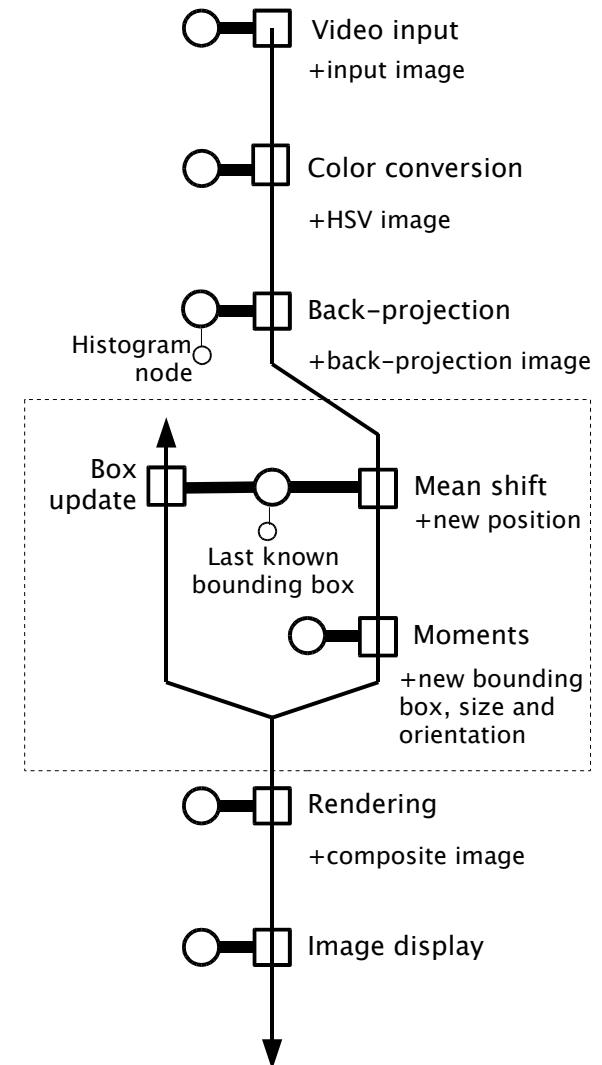 Video input
+input image
Color conversion
+HSV image
Back-projection
Histogram
node
+back-projection image
Box
update
Mean shift
+new position
Last known
bounding box
Moments
+new bounding
box, size and
orientation
Rendering
+composite image
Image display